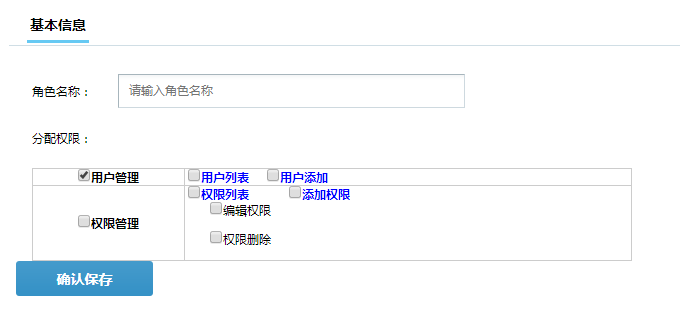 基本信息
角色名称： 请输入角色名称
分配权限：
用户管理 用户列表 用户添加
权限列表 添加权限
编辑权限
权限管理
权限删除
确认保存